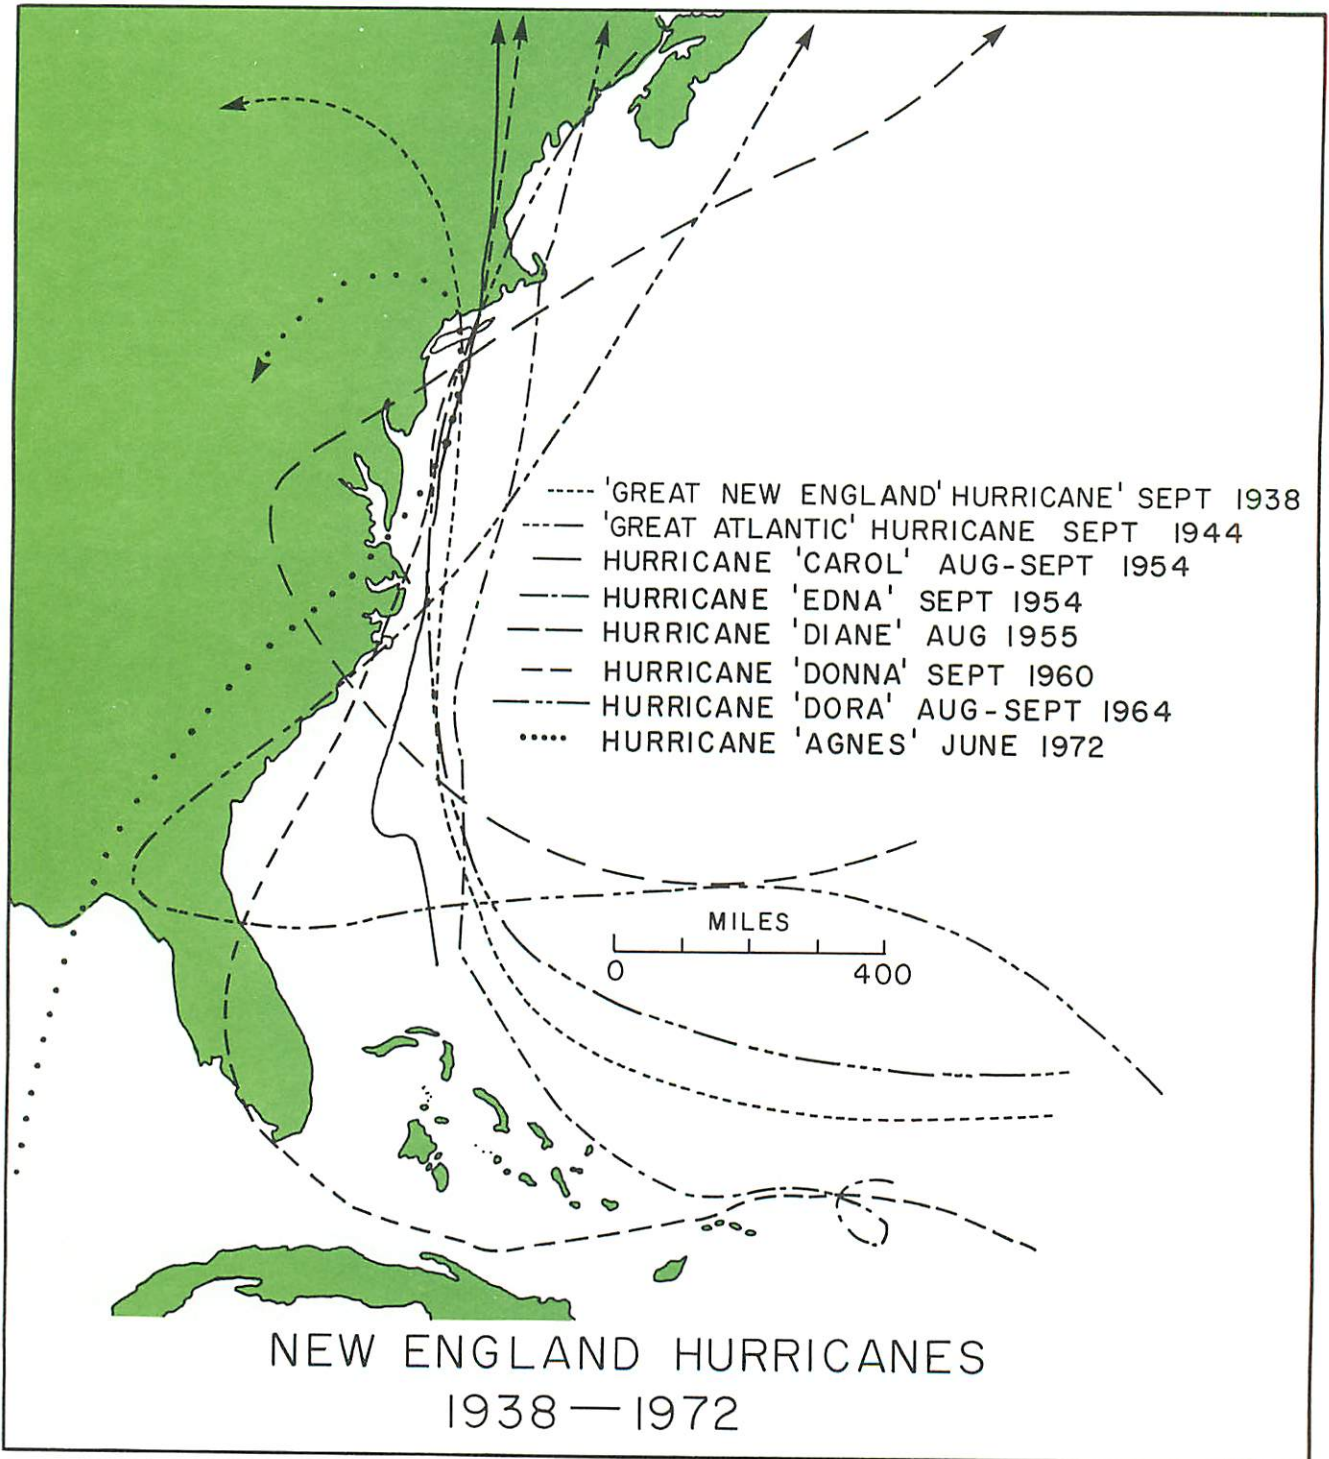 'GREAT NEW ENGLAND' HURRICANE' SEPT 1938
'GREAT ATLANTIC' HURRICANE SEPT 1944
HURRICANE 'CAROL' AUG-SEPT 1954
HURRICANE 'EDNA' SEPT 1954
HURRICANE 'DIANE' AUG 1955
HURRICANE 'DONNA' SEPT 1960
HURRICANE 'DORA' AUG-SEPT 1964
HURRICANE 'AGNES' JUNE 1972
MILES
0 400
NEW ENGLAND HURRICANES
1938—1972